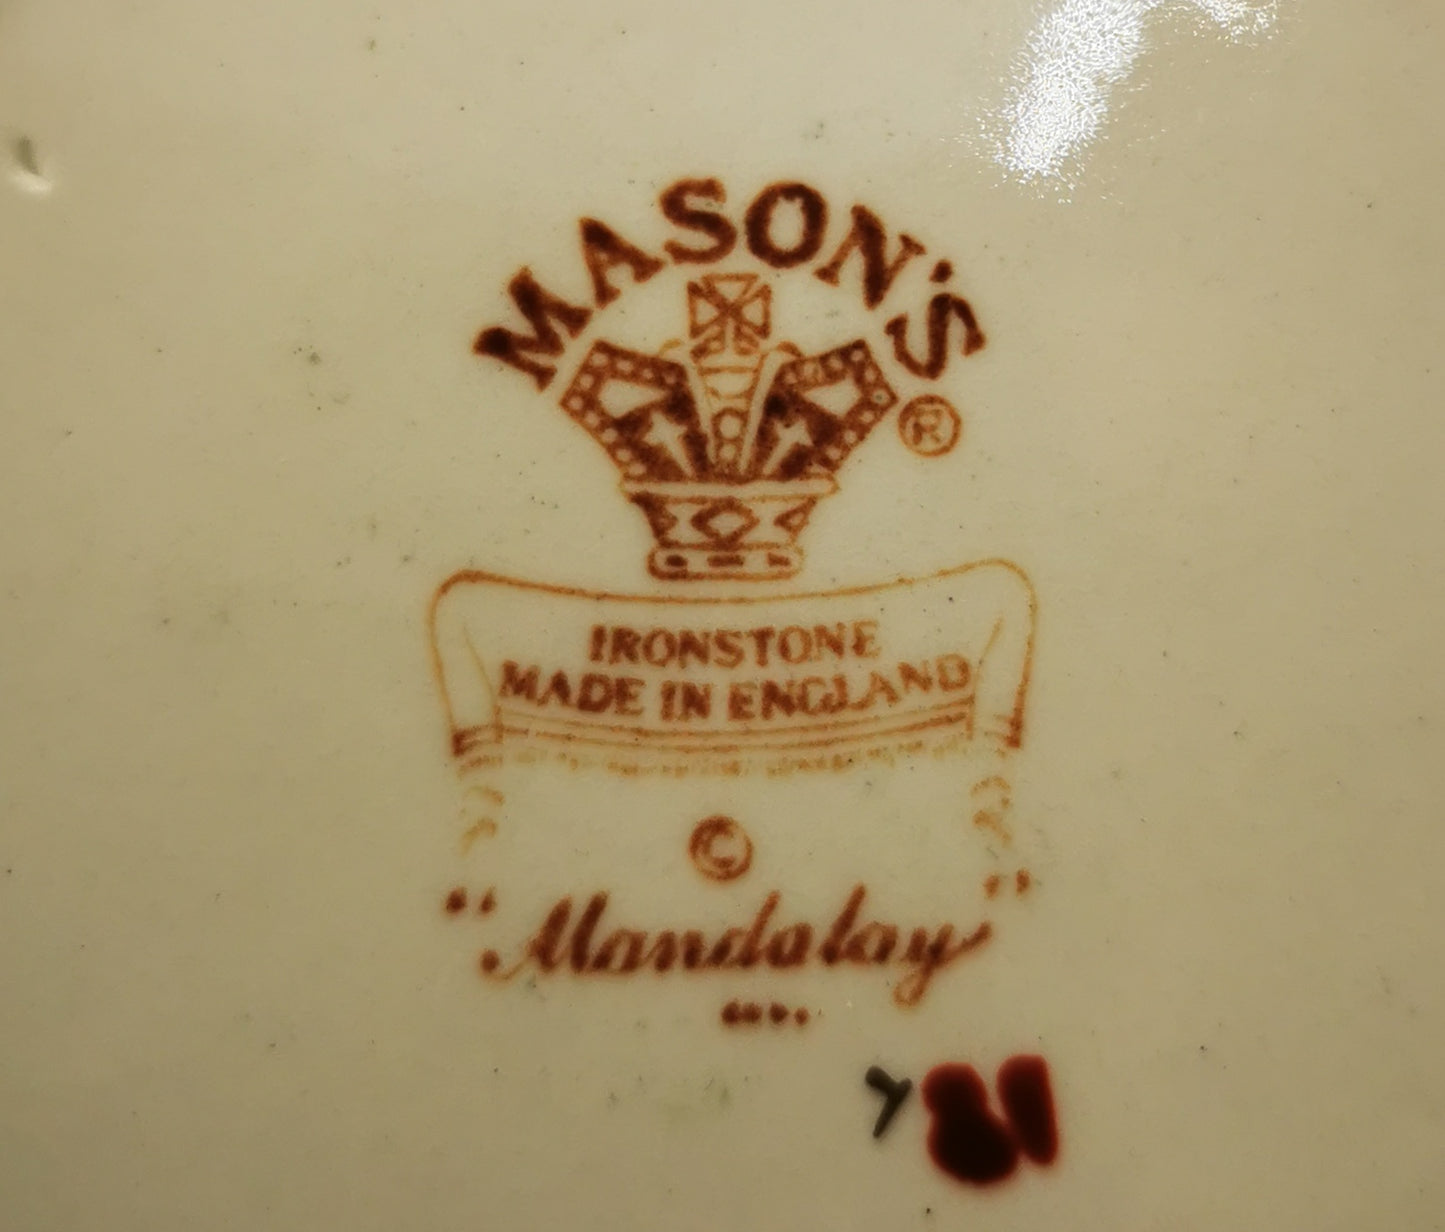 MASON'S
®
IRONSTONE
MADE IN ENGLAND
©
"Mandalay"